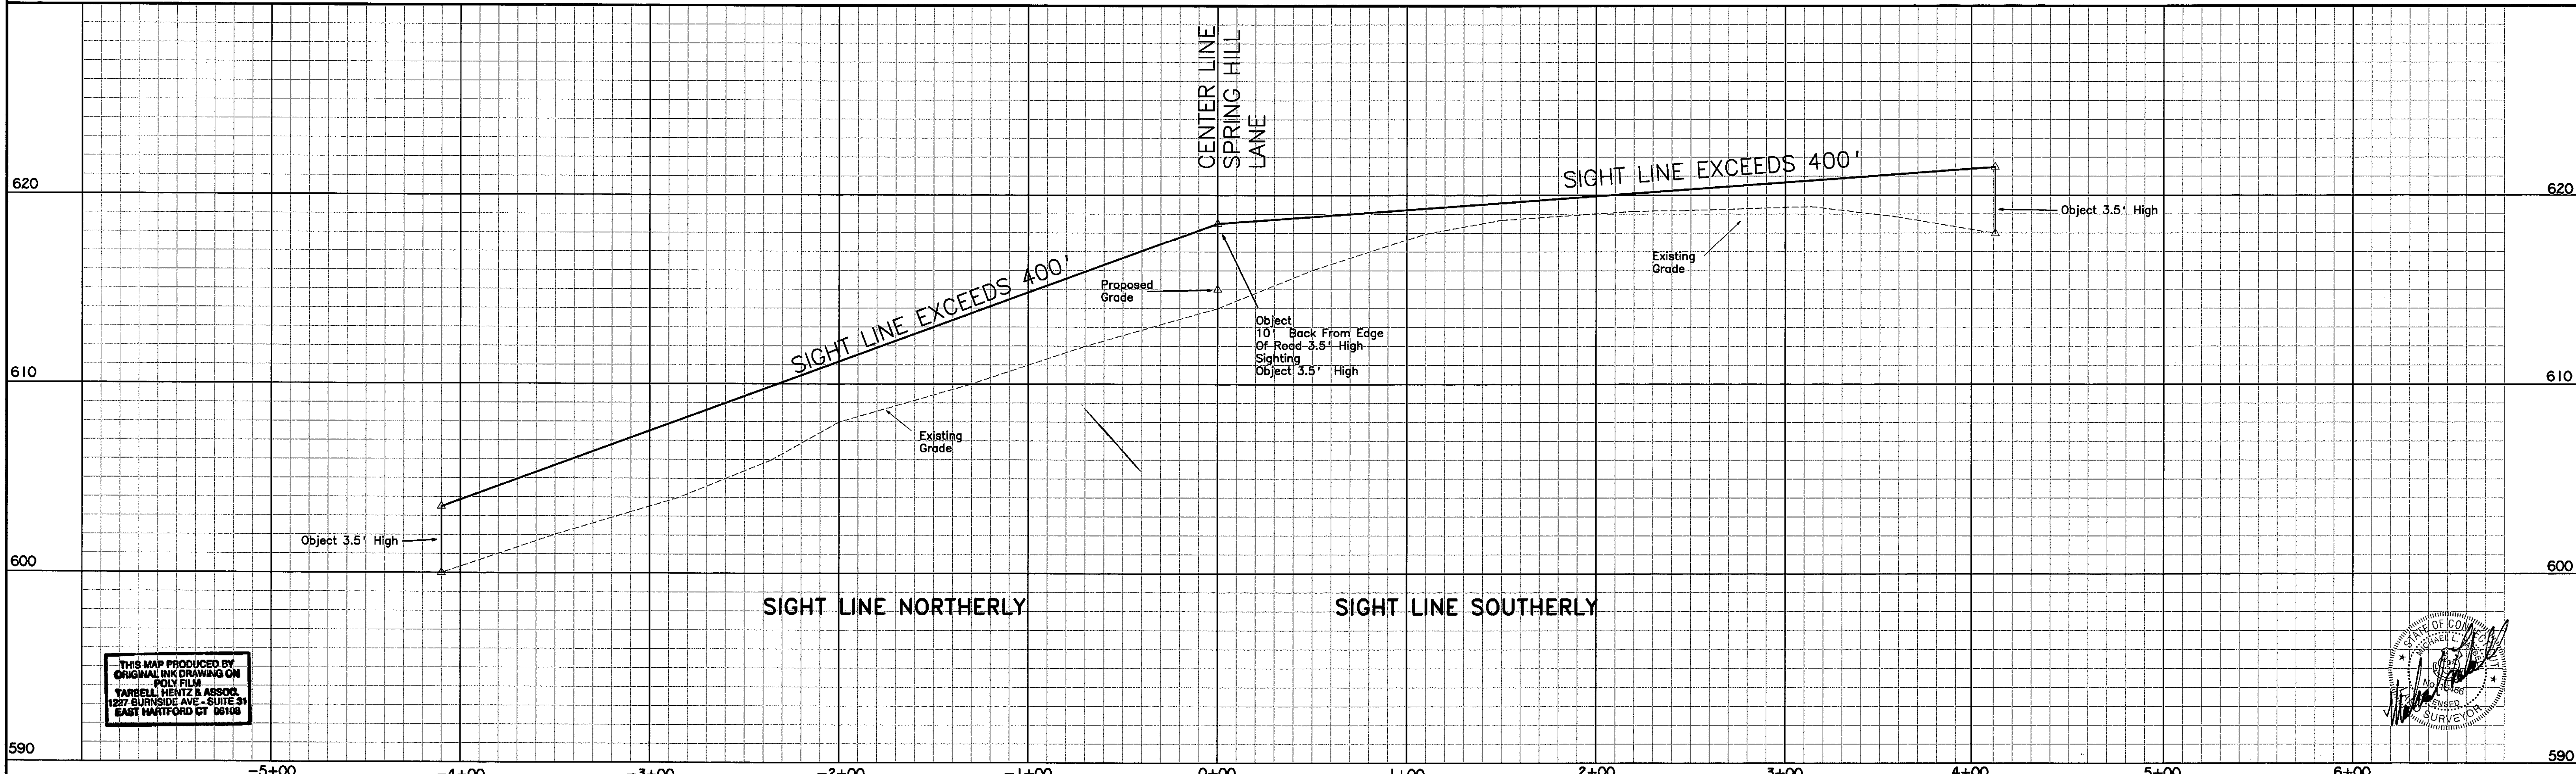 CENTER LINE
SPRING HILL
LANE
SIGHT LINE EXCEEDS 400'
620
620
Object 3.5' High
Existing
Grade
SIGHT LINE EXCEEDS 400'
Proposed
Grade
Object
10' Back From Edge
Of Road 3.5' High
Sighting
Object 3.5' High
610
610
Existing
Grade
Object 3.5' High
600
600
SIGHT LINE NORTHERLY
SIGHT LINE SOUTHERLY
THIS MAP PRODUCED BY
ORIGINAL INK DRAWING ON
POLY FILM
TARBELL, HENTZ & ASSOC.
1227 BURNSIDE AVE - SUITE 31
EAST HARTFORD CT 06108
STATE OF CONNECTICUT
MICHAEL L.
No.
SURVEYOR
590
590
-5+00
-4+00
-3+00
-2+00
-1+00
0+00
1+00
2+00
3+00
4+00
5+00
6+00